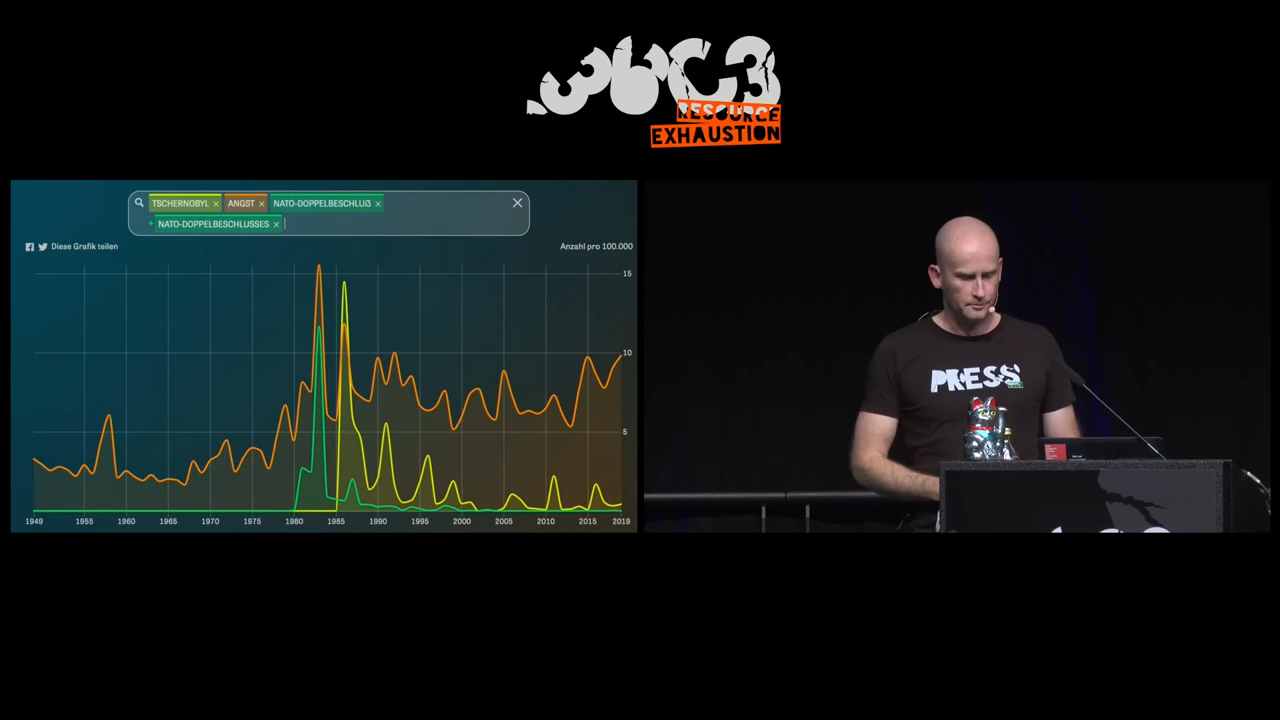 36C3
RESOURCE
EXHAUSTION
TSCHERNOBYL × ANGST × NATO-DOPPELBESCHLUß ×
+ NATO-DOPPELBESCHLUSSES ×
Diese Grafik teilen
Anzahl pro 100.000
15
10
5
1949 1955 1960 1965 1970 1975 1980 1985 1990 1995 2000 2005 2010 2015 2019
PRESS